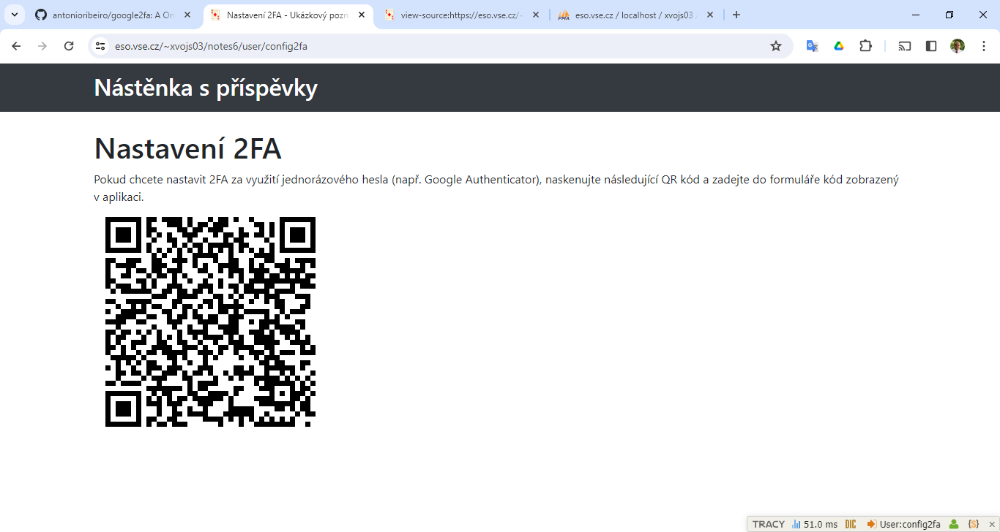 antonioribeiro/google2fa: A On
Nastavení 2FA - Ukázkový pozn
view-source:https://eso.vse.cz/~
eso.vse.cz / localhost / xvojs03 /
eso.vse.cz/~xvojs03/notes6/user/config2fa
Nástěnka s příspěvky
Nastavení 2FA
Pokud chcete nastavit 2FA za využití jednorázového hesla (např. Google Authenticator), naskenujte následující QR kód a zadejte do formuláře kód zobrazený
v aplikaci.
TRACY 51.0 ms DIC User:config2fa